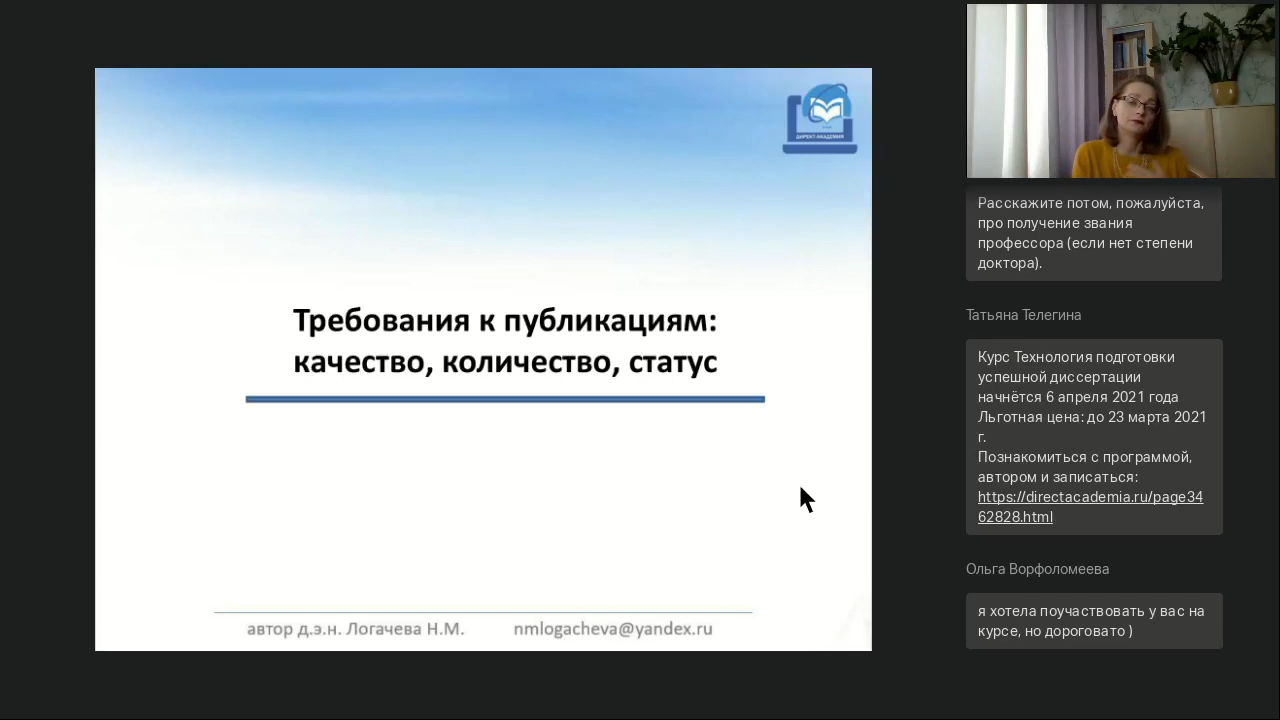 ДИРЕКТ-АКАДЕМИЯ
Требования к публикациям:
качество, количество, статус
автор д.э.н. Логачева Н.М. nmlogacheva@yandex.ru
Расскажите потом, пожалуйста,
про получение звания
профессора (если нет степени
доктора).
Татьяна Телегина
Курс Технология подготовки
успешной диссертации
начнётся 6 апреля 2021 года
Льготная цена: до 23 марта 2021
г.
Познакомиться с программой,
автором и записаться:
https://directacademia.ru/page34
62828.html
Ольга Ворфоломеева
я хотела поучаствовать у вас на
курсе, но дороговато )